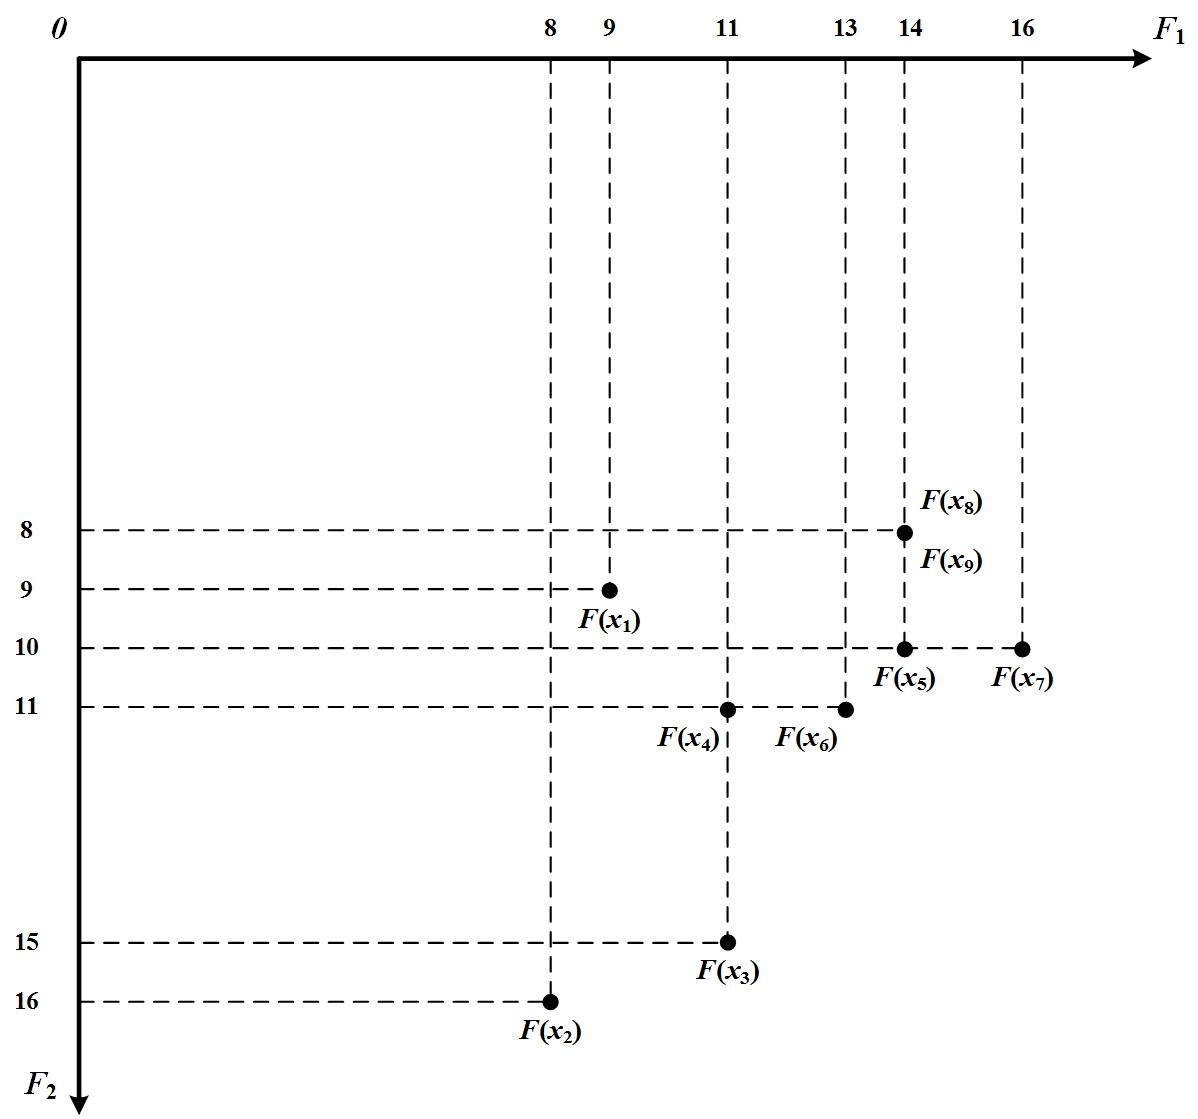 0 8 9 11 13 14 16 F₁
F(x₈)
8
F(x₉)
9
F(x₁)
10
F(x₅) F(x₇)
11
F(x₄) F(x₆)
15
F(x₃)
16
F(x₂)
F₂